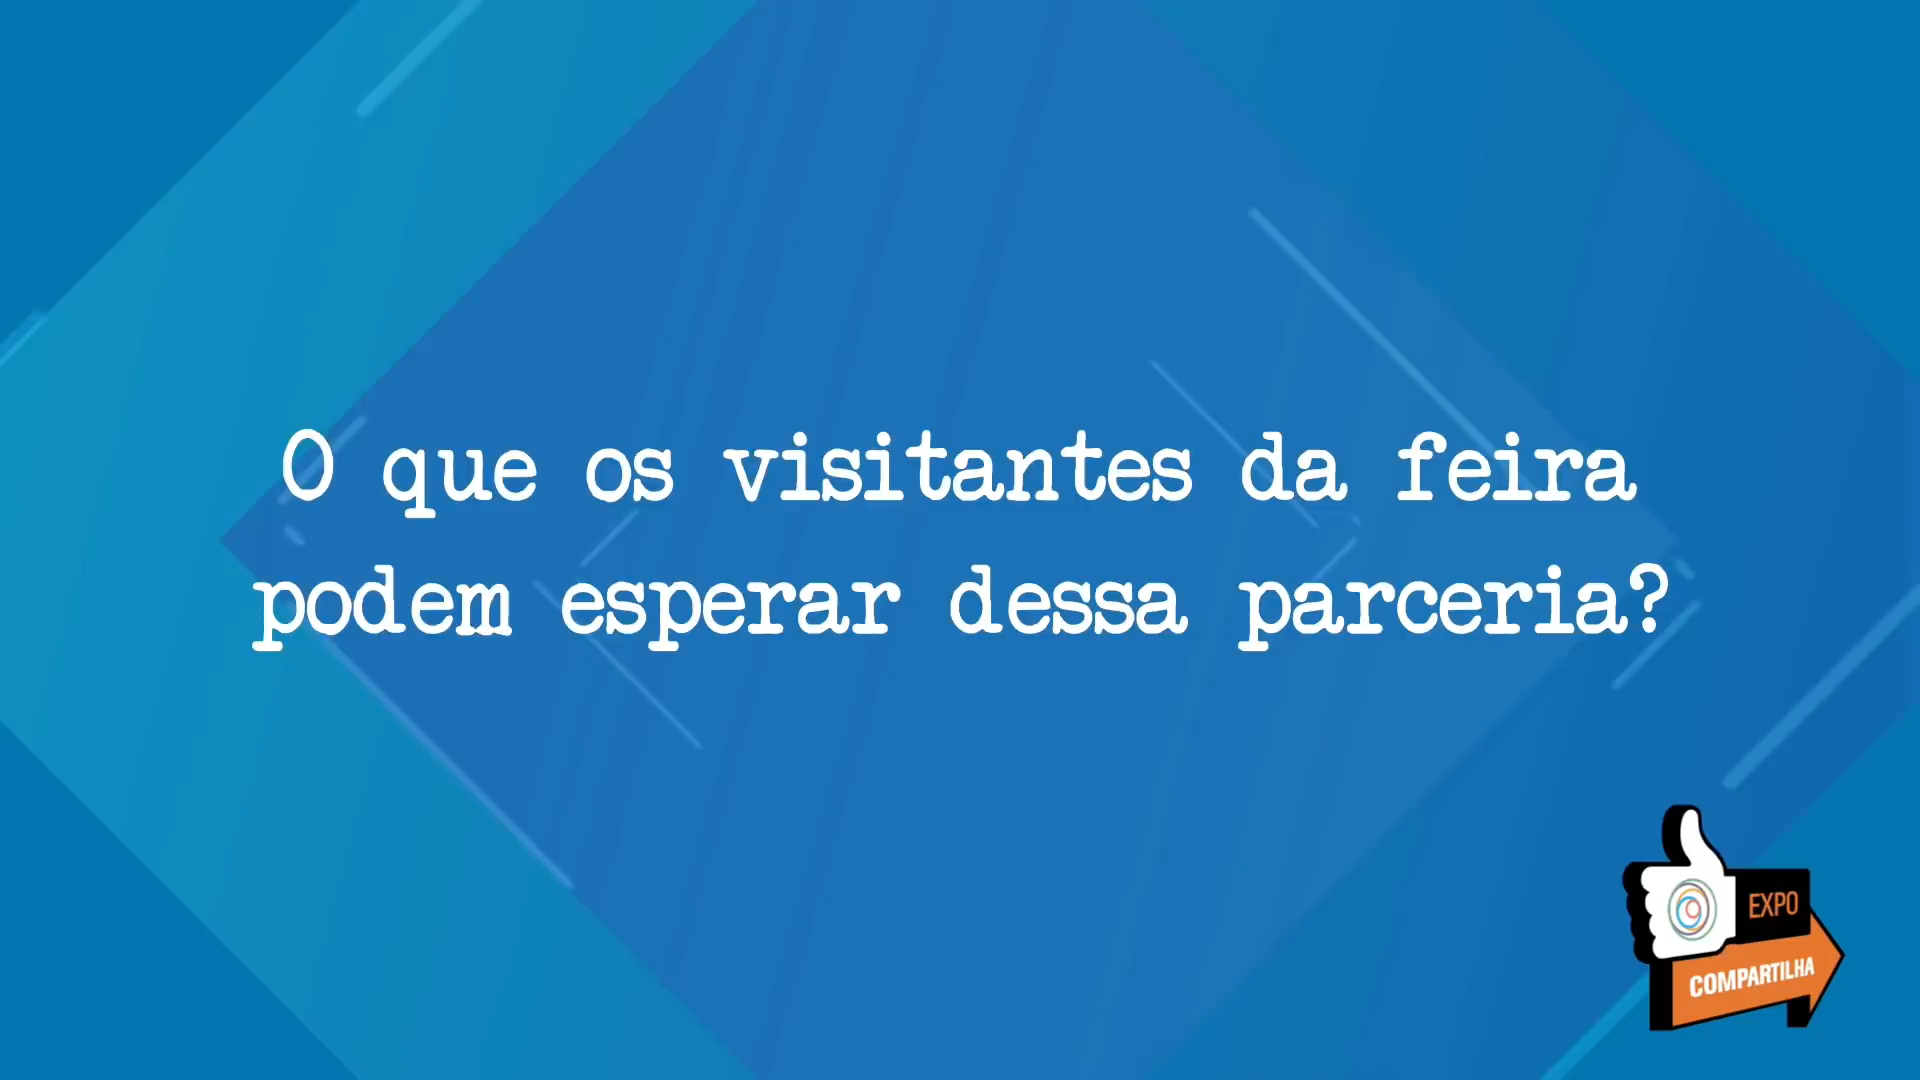 O que os visitantes da feira
podem esperar dessa parceria?
EXPO
COMPARTILHA